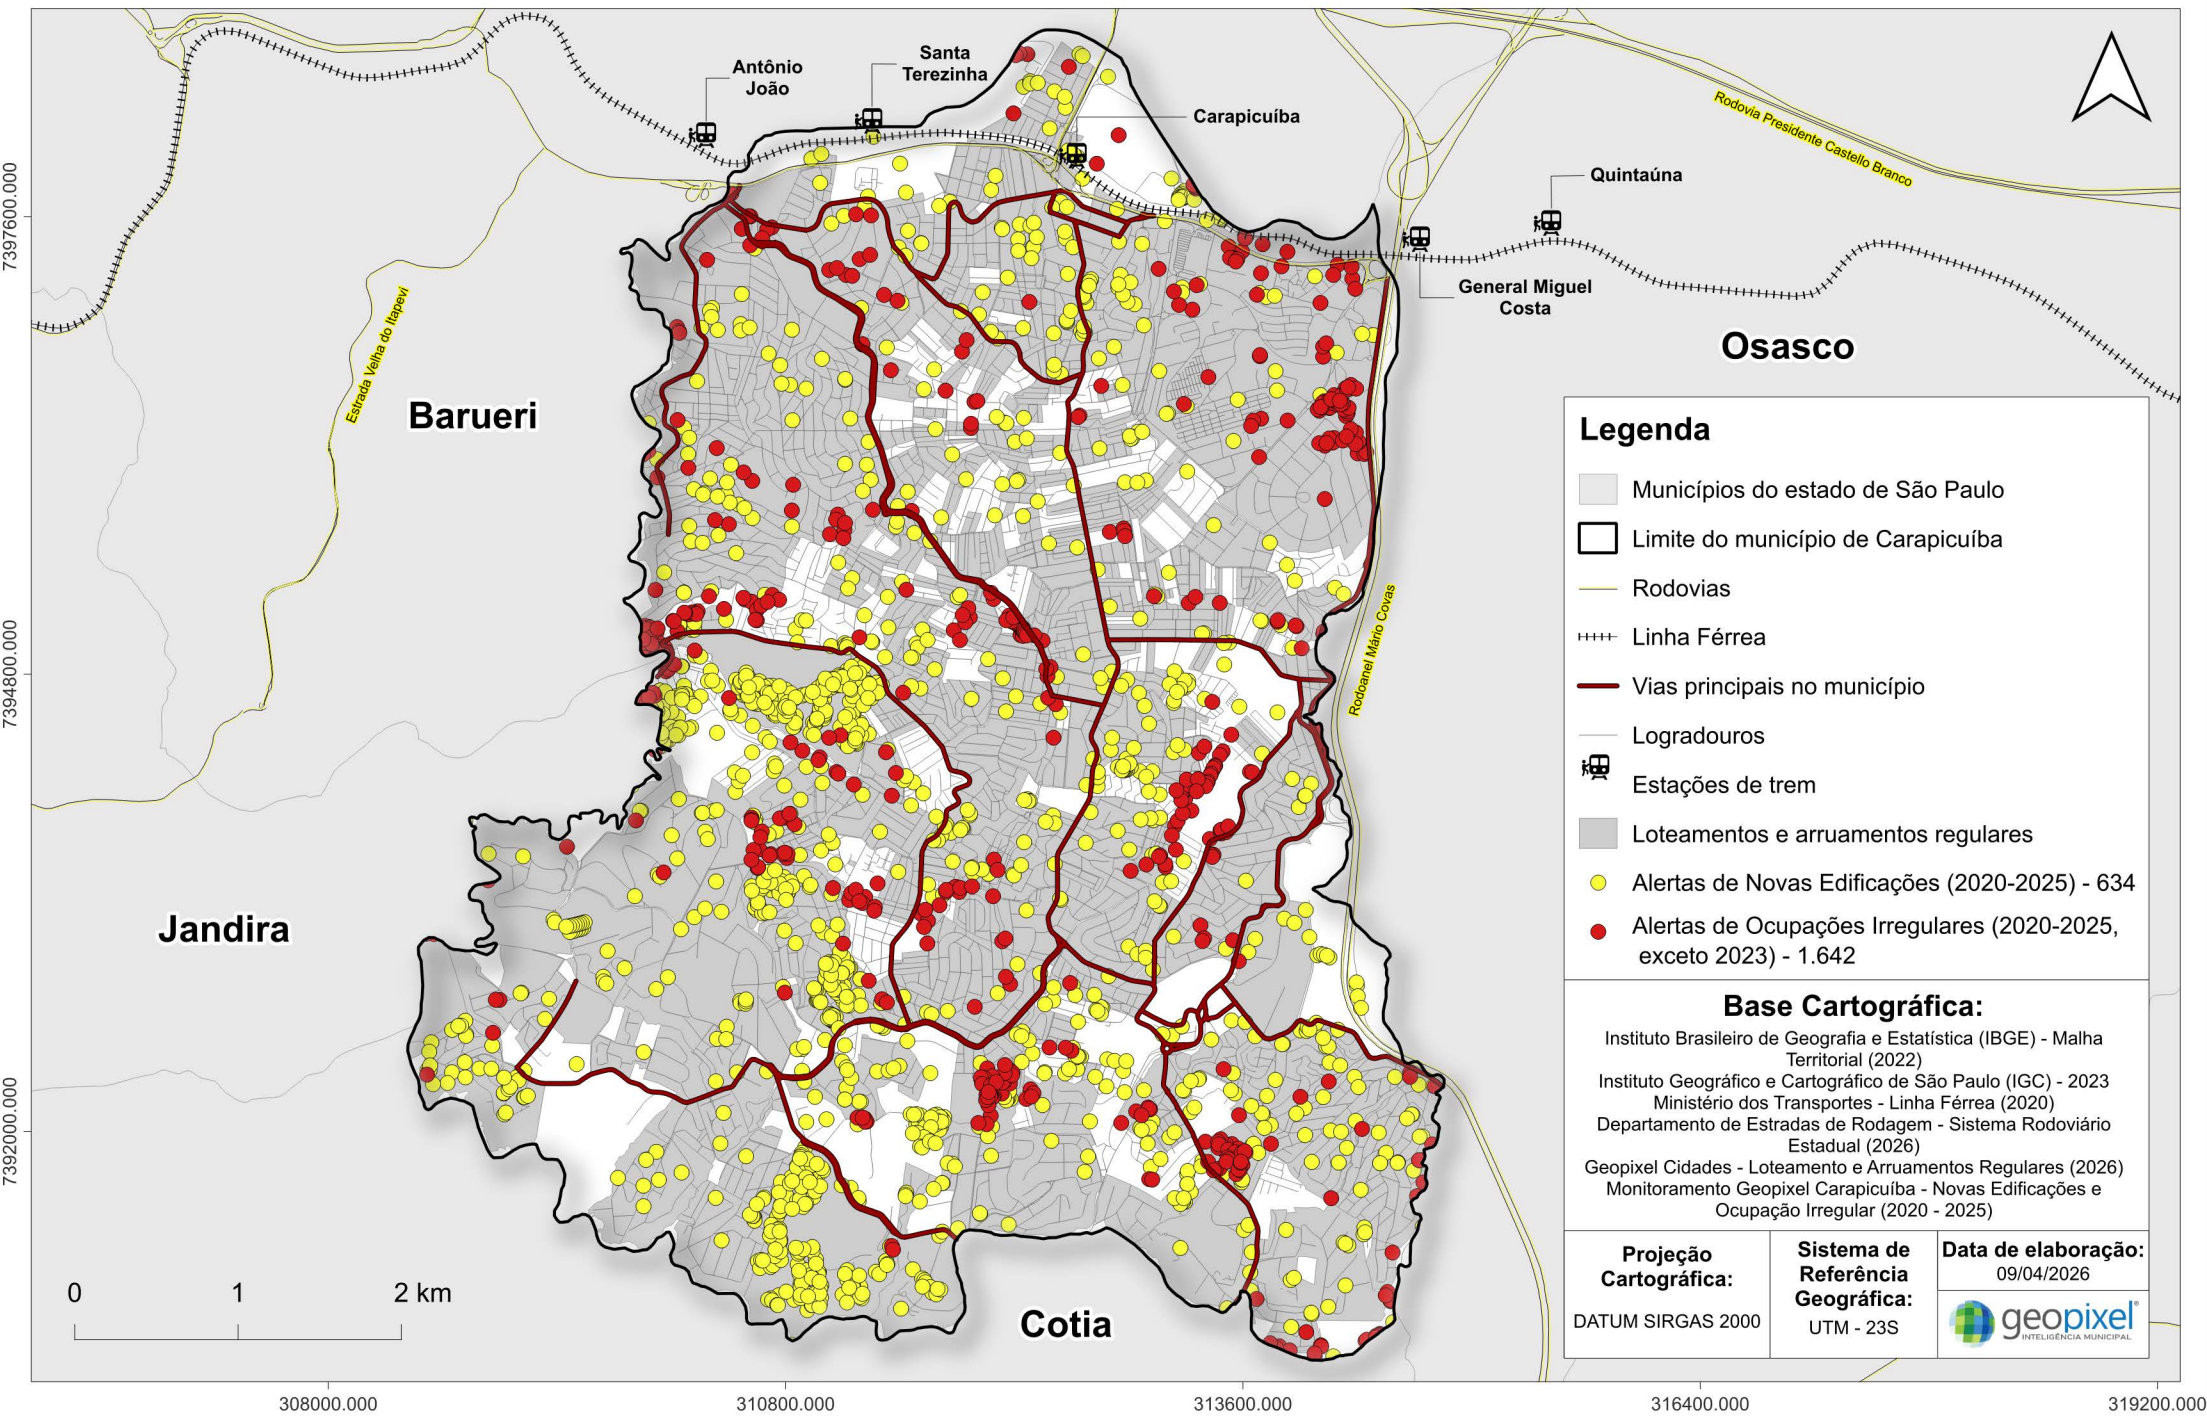 Antônio
João
Santa
Terezinha
Carapicuíba
Rodovia Presidente Castello Branco
Quintaúna
General Miguel
Costa
Estrada Velha do Itapevi
Barueri
Osasco
Rodoanel Mário Covas
Jandira
Cotia
7397600.000
7394800.000
7392000.000
0 1 2 km
308000.000
310800.000
313600.000
316400.000
319200.000
Legenda
Municípios do estado de São Paulo
Limite do município de Carapicuíba
Rodovias
Linha Férrea
Vias principais no município
Logradouros
Estações de trem
Loteamentos e arruamentos regulares
Alertas de Novas Edificações (2020-2025) - 634
Alertas de Ocupações Irregulares (2020-2025,
exceto 2023) - 1.642
Base Cartográfica:
Instituto Brasileiro de Geografia e Estatística (IBGE) - Malha
Territorial (2022)
Instituto Geográfico e Cartográfico de São Paulo (IGC) - 2023
Ministério dos Transportes - Linha Férrea (2020)
Departamento de Estradas de Rodagem - Sistema Rodoviário
Estadual (2026)
Geopixel Cidades - Loteamento e Arruamentos Regulares (2026)
Monitoramento Geopixel Carapicuíba - Novas Edificações e
Ocupação Irregular (2020 - 2025)
Projeção
Cartográfica:
DATUM SIRGAS 2000
Sistema de
Referência
Geográfica:
UTM - 23S
Data de elaboração:
09/04/2026
geopixel®
INTELIGÊNCIA MUNICIPAL